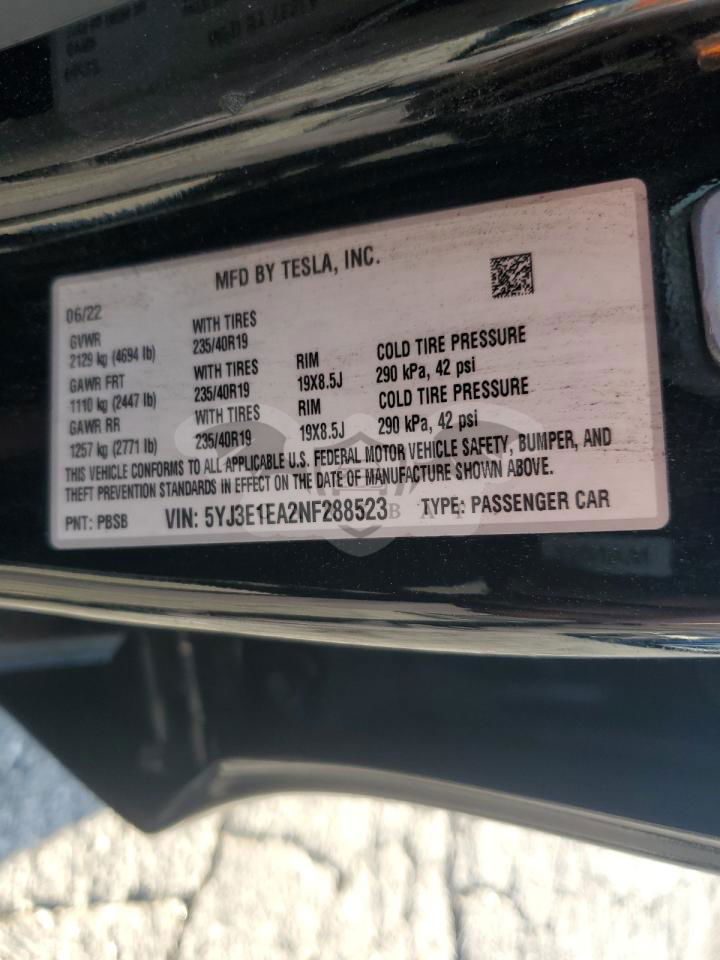 MFD BY TESLA, INC.
06/22
GVWR WITH TIRES
2129 kg (4694 lb) 235/40R19
GAWR FRT WITH TIRES RIM COLD TIRE PRESSURE
1110 kg (2447 lb) 235/40R19 19X8.5J 290 kPa, 42 psi
GAWR RR WITH TIRES RIM COLD TIRE PRESSURE
1257 kg (2771 lb) 235/40R19 19X8.5J 290 kPa, 42 psi
THIS VEHICLE CONFORMS TO ALL APPLICABLE U.S. FEDERAL MOTOR VEHICLE SAFETY, BUMPER, AND
THEFT PREVENTION STANDARDS IN EFFECT ON THE DATE OF MANUFACTURE SHOWN ABOVE.
PNT: PBSB VIN: 5YJ3E1EA2NF288523 TYPE: PASSENGER CAR